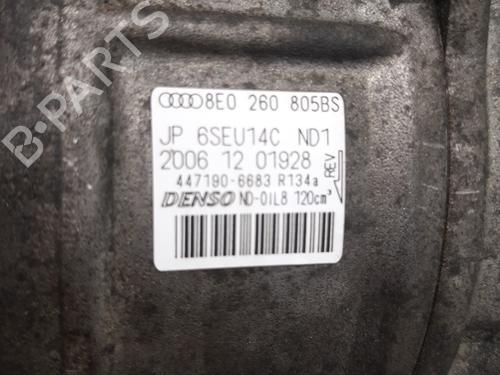 B-PARTS
8E0 260 805BS
JP 6SEU14C ND1
2006 12 01928
REV
447190-6683 R134a
DENSO ND-OIL8 120cm³